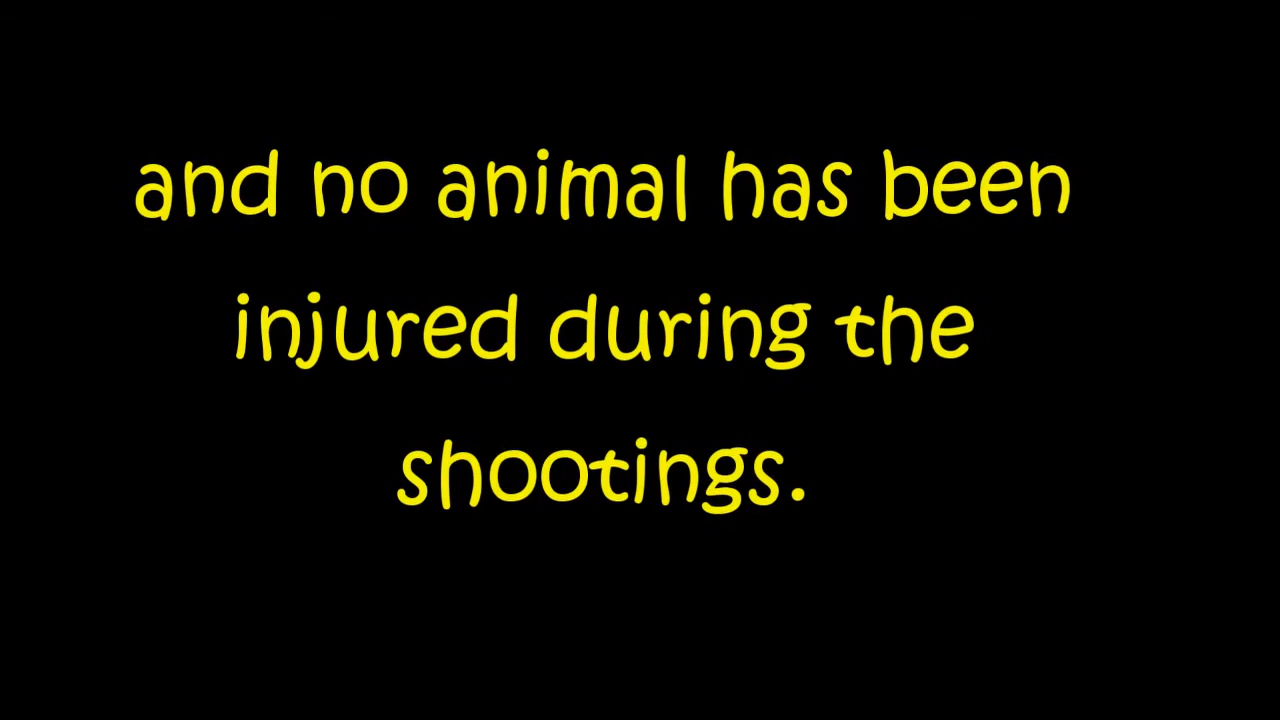 and no animal has been
injured during the
shootings.